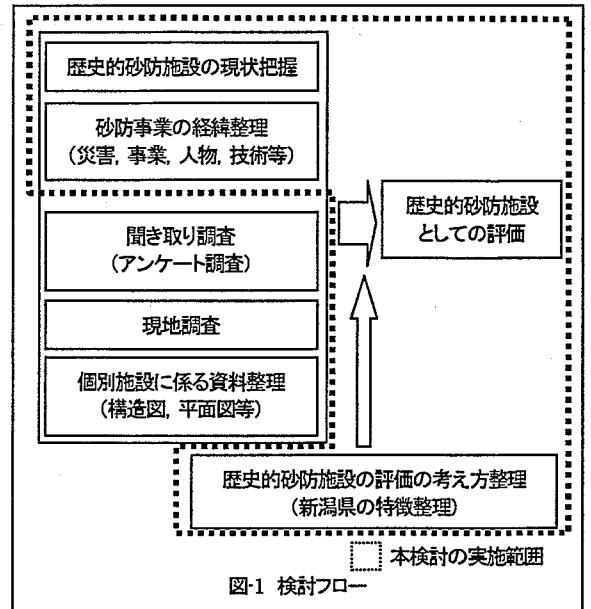 歴史的砂防施設の現状把握
砂防事業の経緯整理
(災害, 事業, 人物, 技術等)
聞き取り調査
(アンケート調査)
現地調査
個別施設に係る資料整理
(構造図, 平面図等)
歴史的砂防施設
としての評価
歴史的砂防施設の評価の考え方整理
(新潟県の特徴整理)
本検討の実施範囲
図-1 検討フロー